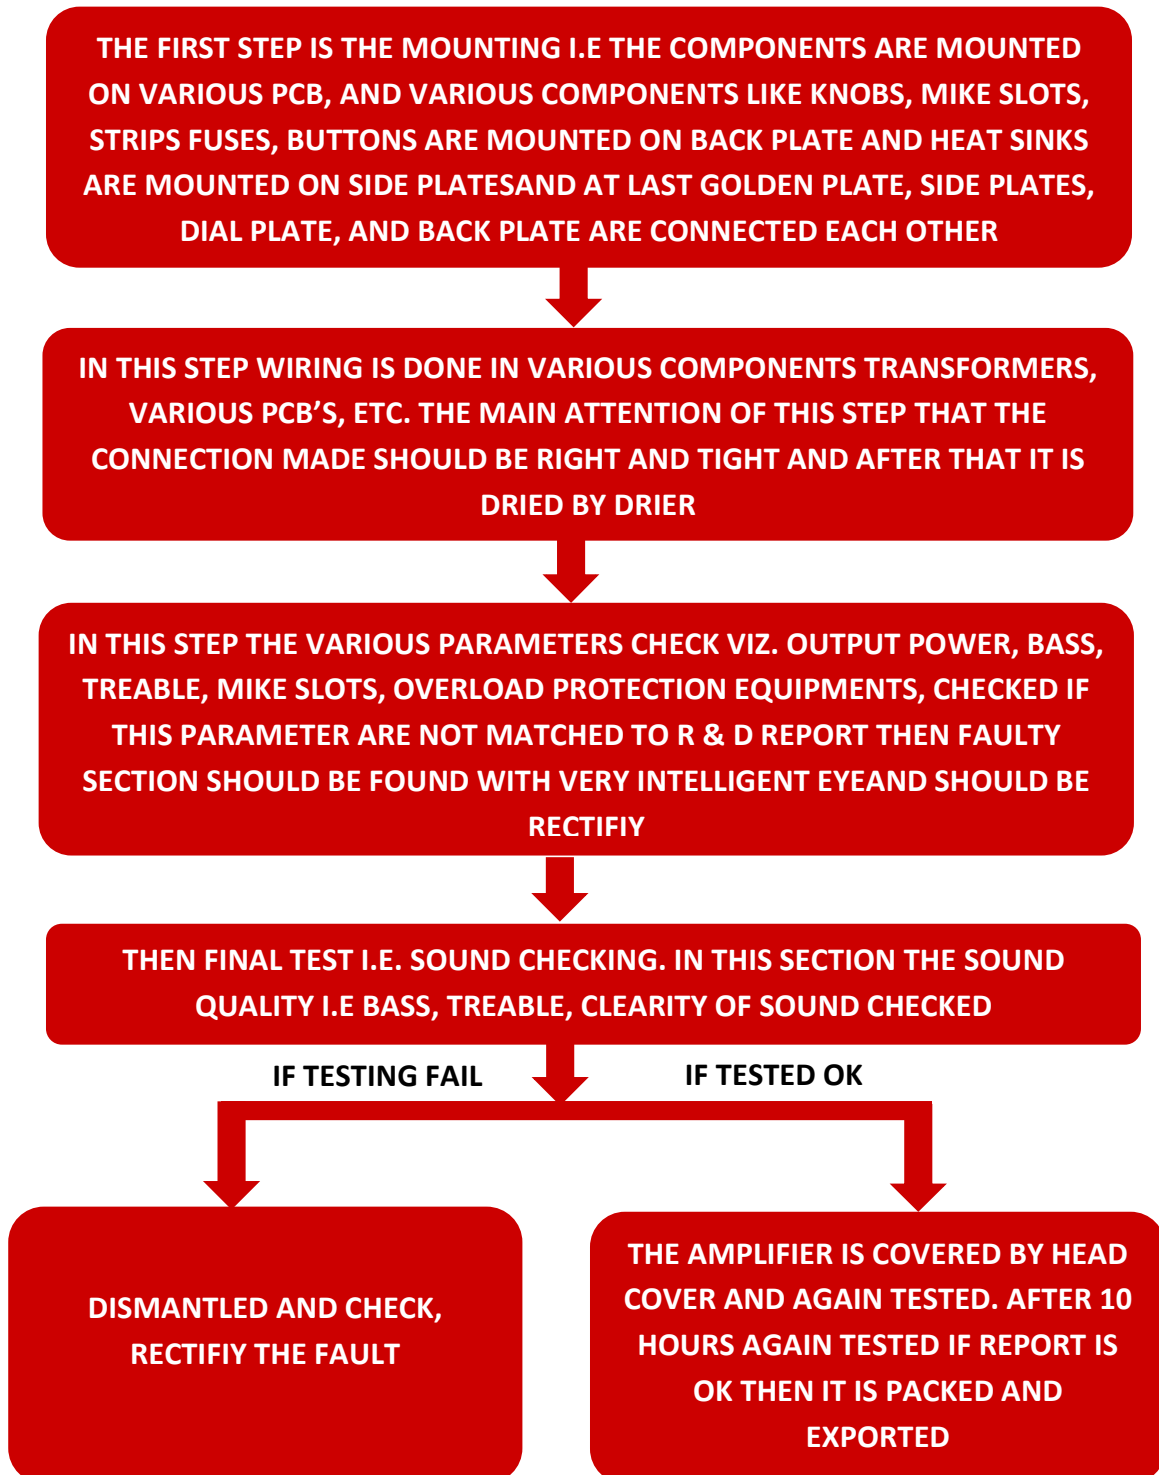 THE FIRST STEP IS THE MOUNTING I.E THE COMPONENTS ARE MOUNTED
ON VARIOUS PCB, AND VARIOUS COMPONENTS LIKE KNOBS, MIKE SLOTS,
STRIPS FUSES, BUTTONS ARE MOUNTED ON BACK PLATE AND HEAT SINKS
ARE MOUNTED ON SIDE PLATESAND AT LAST GOLDEN PLATE, SIDE PLATES,
DIAL PLATE, AND BACK PLATE ARE CONNECTED EACH OTHER
IN THIS STEP WIRING IS DONE IN VARIOUS COMPONENTS TRANSFORMERS,
VARIOUS PCB’S, ETC. THE MAIN ATTENTION OF THIS STEP THAT THE
CONNECTION MADE SHOULD BE RIGHT AND TIGHT AND AFTER THAT IT IS
DRIED BY DRIER
IN THIS STEP THE VARIOUS PARAMETERS CHECK VIZ. OUTPUT POWER, BASS,
TREABLE, MIKE SLOTS, OVERLOAD PROTECTION EQUIPMENTS, CHECKED IF
THIS PARAMETER ARE NOT MATCHED TO R & D REPORT THEN FAULTY
SECTION SHOULD BE FOUND WITH VERY INTELLIGENT EYEAND SHOULD BE
RECTIFIY
THEN FINAL TEST I.E. SOUND CHECKING. IN THIS SECTION THE SOUND
QUALITY I.E BASS, TREABLE, CLEARITY OF SOUND CHECKED
IF TESTING FAIL
IF TESTED OK
DISMANTLED AND CHECK,
RECTIFIY THE FAULT
THE AMPLIFIER IS COVERED BY HEAD
COVER AND AGAIN TESTED. AFTER 10
HOURS AGAIN TESTED IF REPORT IS
OK THEN IT IS PACKED AND
EXPORTED